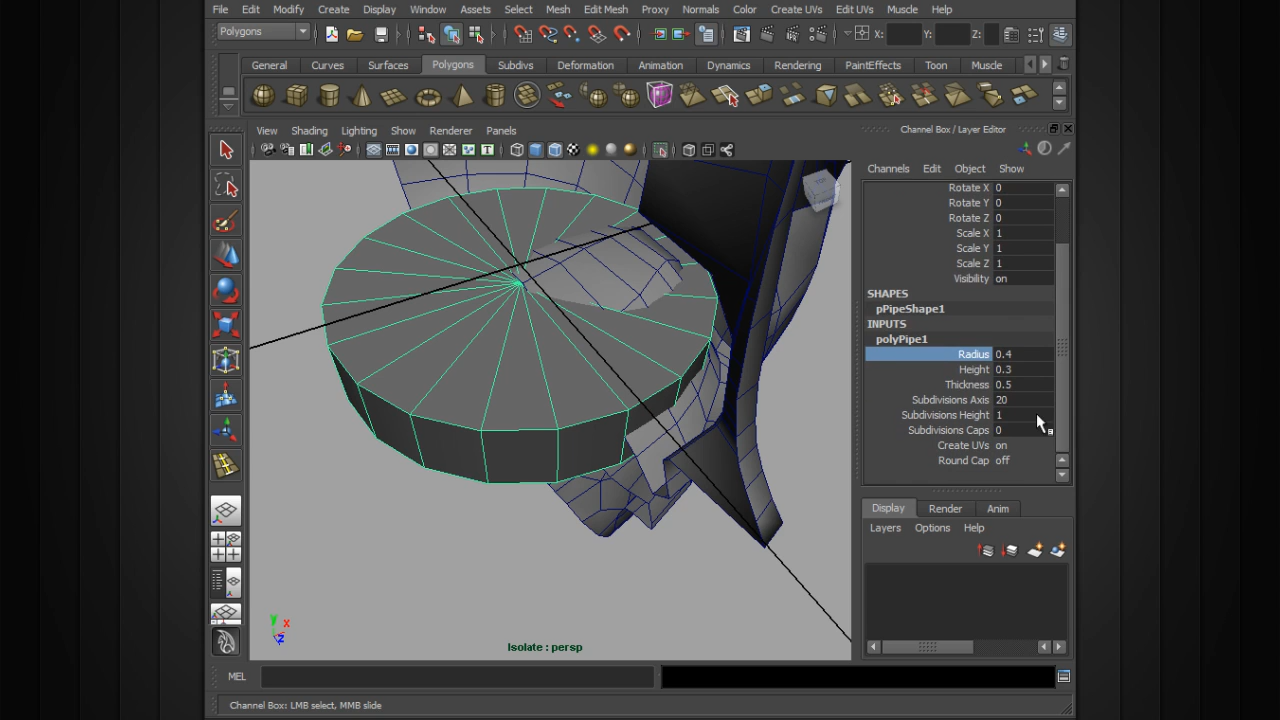 File Edit Modify Create Display Window Assets Select Mesh Edit Mesh Proxy Normals Color Create UVs Edit UVs Muscle Help
Polygons X: Y: Z:
General Curves Surfaces Polygons Subdivs Deformation Animation Dynamics Rendering PaintEffects Toon Muscle
View Shading Lighting Show Renderer Panels
Channel Box / Layer Editor
Channels Edit Object Show
Rotate X 0
Rotate Y 0
Rotate Z 0
Scale X 1
Scale Y 1
Scale Z 1
Visibility on
SHAPES
pPipeShape1
INPUTS
polyPipe1
Radius 0.4
Height 0.3
Thickness 0.5
Subdivisions Axis 20
Subdivisions Height 1
Subdivisions Caps 0
Create UVs on
Round Cap off
Display Render Anim
Layers Options Help
y x
z
Isolate : persp
MEL
Channel Box: LMB select, MMB slide